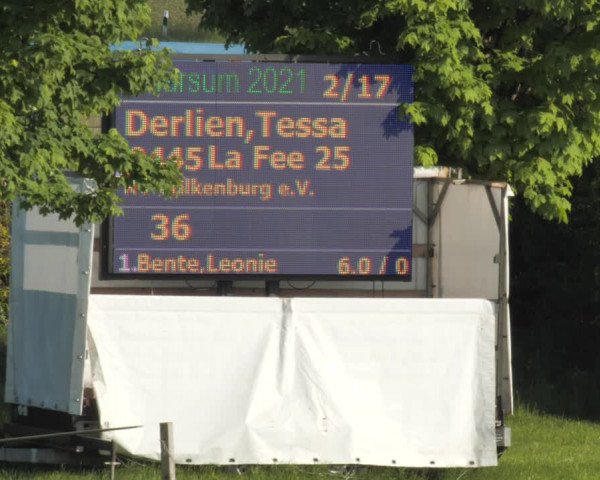 2021 2/17
Derlien,Tessa
La Fee 25
e.V.
36
1.Bente,Leonie 6.0 / 0